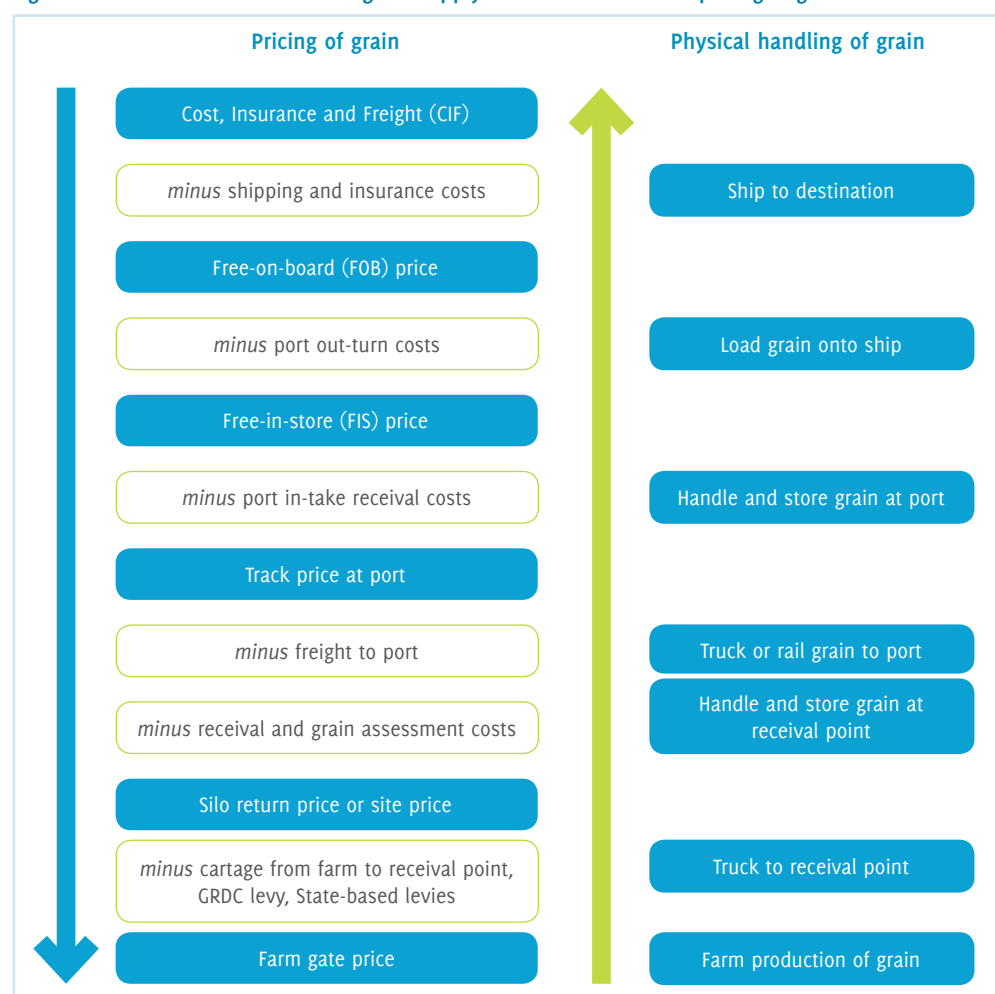 Pricing of grain
Physical handling of grain
Cost, Insurance and Freight (CIF)
minus shipping and insurance costs
Ship to destination
Free-on-board (FOB) price
minus port out-turn costs
Load grain onto ship
Free-in-store (FIS) price
minus port in-take receival costs
Handle and store grain at port
Track price at port
minus freight to port
Truck or rail grain to port
minus receival and grain assessment costs
Handle and store grain at
receival point
Silo return price or site price
minus cartage from farm to receival point,
GRDC levy, State-based levies
Truck to receival point
Farm gate price
Farm production of grain